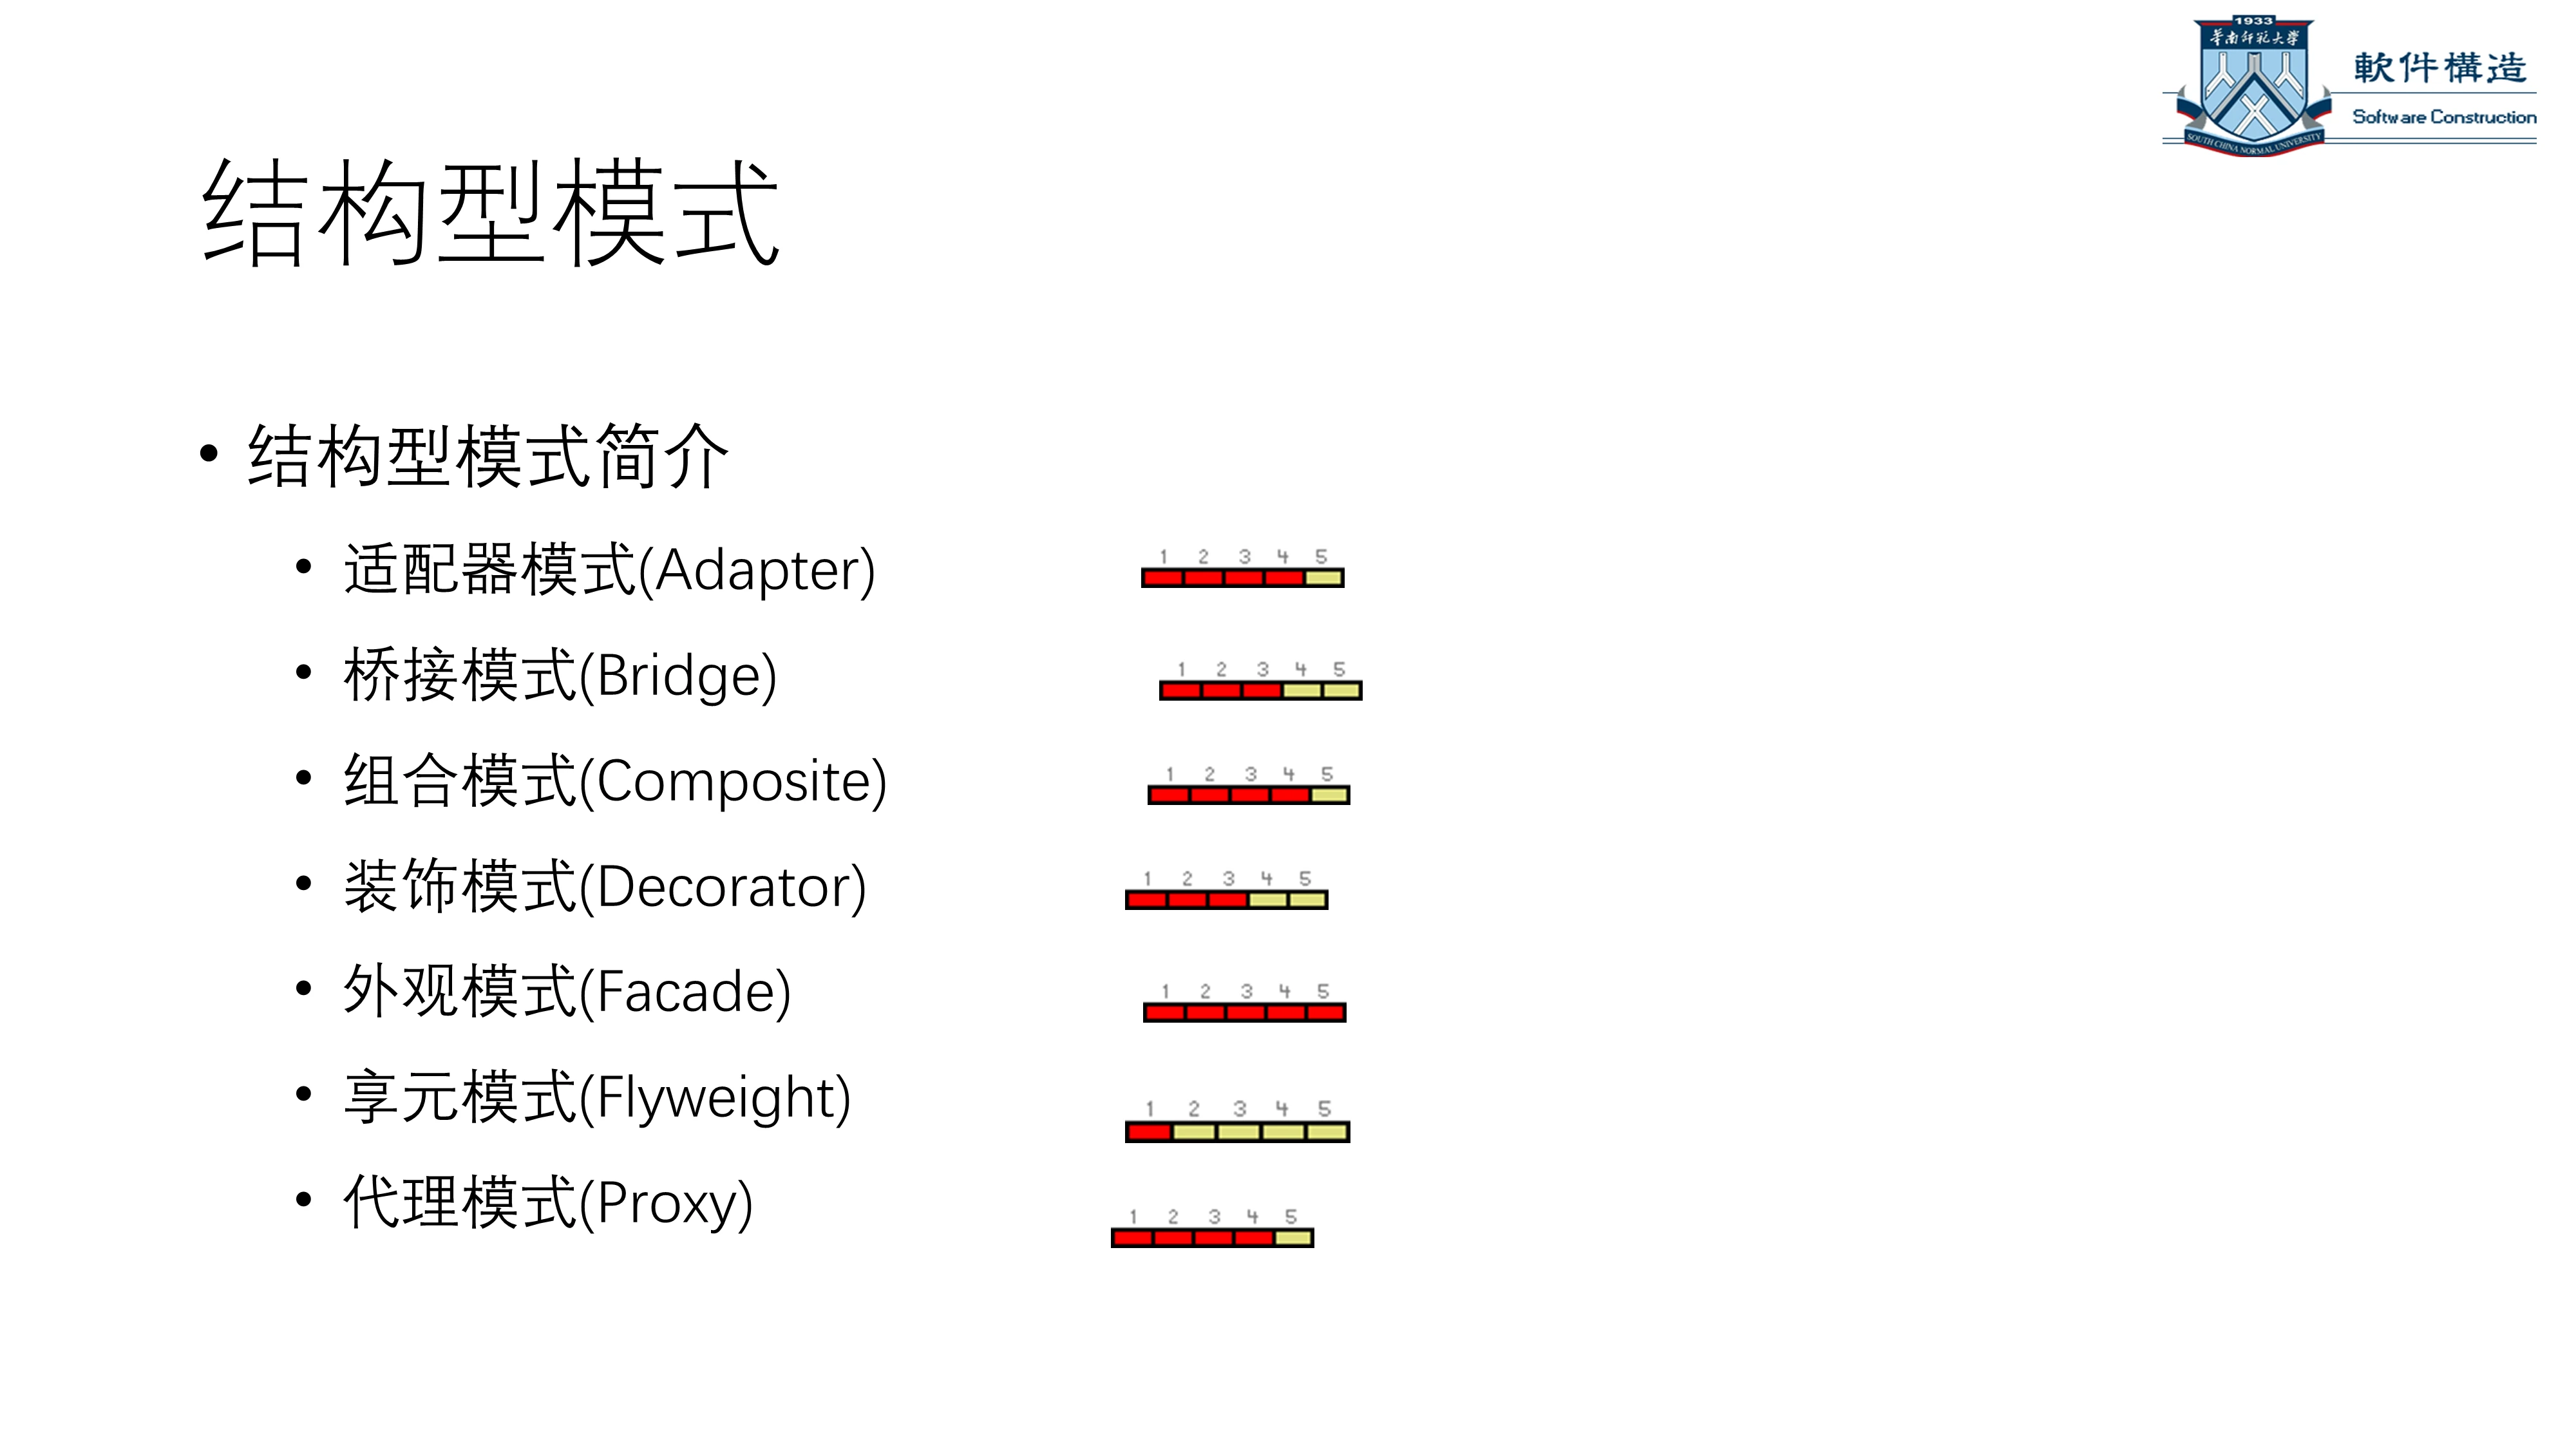 1933
華南師範大學
SOUTH CHINA NORMAL UNIVERSITY
軟件構造
Software Construction
结构型模式
• 结构型模式简介
• 适配器模式(Adapter)
1 2 3 4 5
• 桥接模式(Bridge)
1 2 3 4 5
• 组合模式(Composite)
1 2 3 4 5
• 装饰模式(Decorator)
1 2 3 4 5
• 外观模式(Facade)
1 2 3 4 5
• 享元模式(Flyweight)
1 2 3 4 5
• 代理模式(Proxy)
1 2 3 4 5